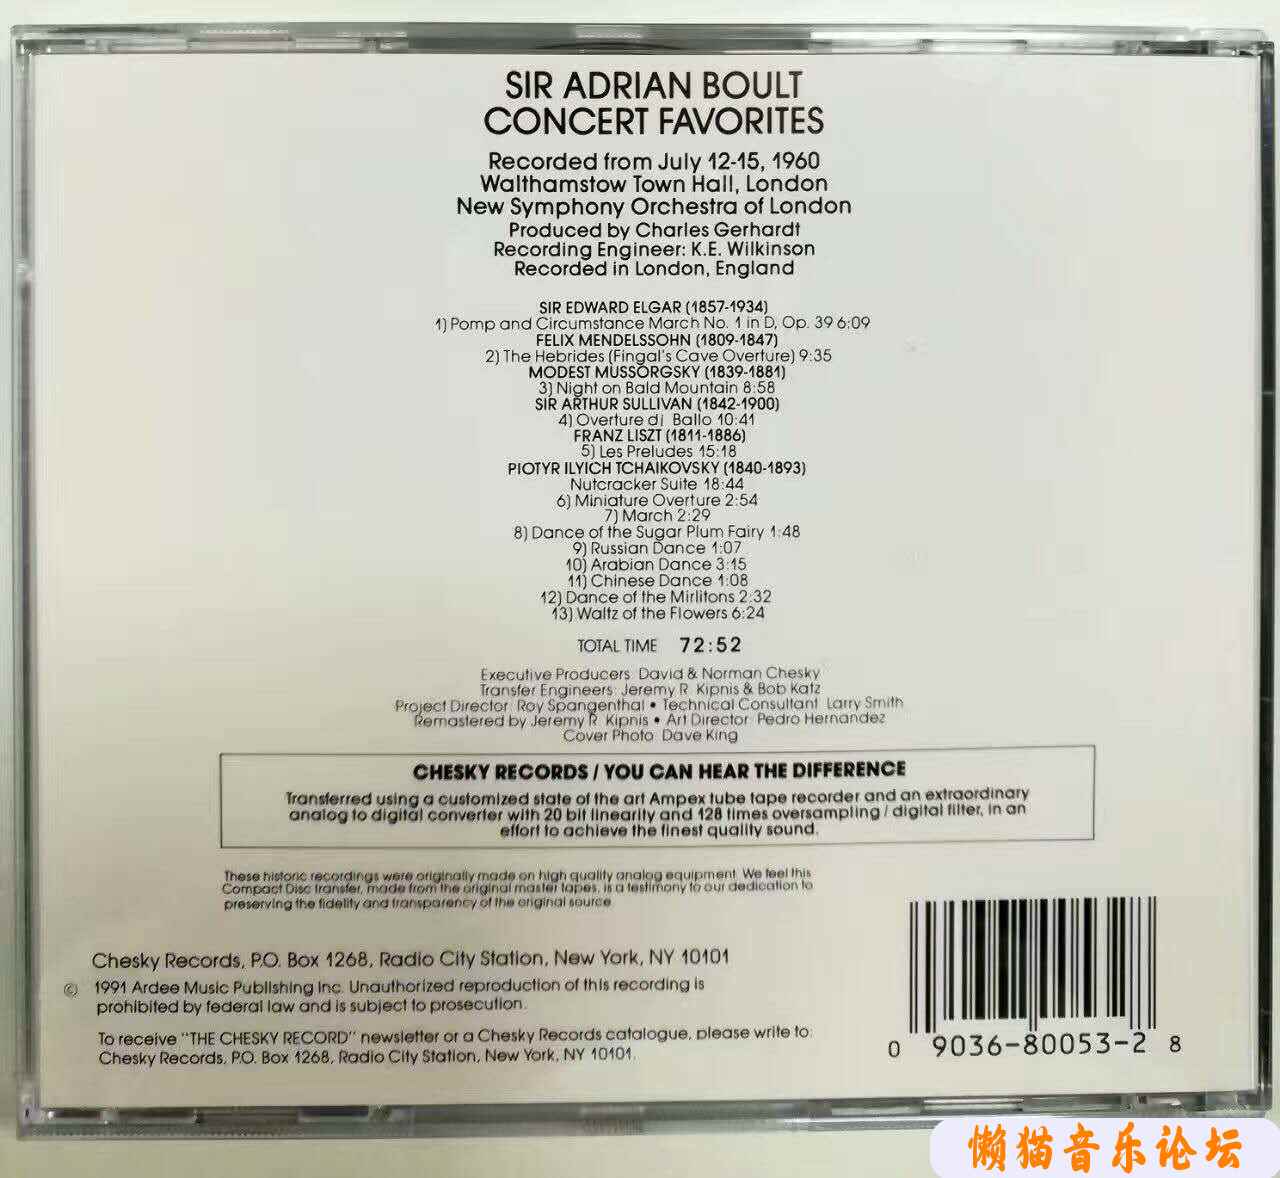 SIR ADRIAN BOULT
CONCERT FAVORITES
Recorded from July 12-15, 1960
Walthamstow Town Hall, London
New Symphony Orchestra of London
Produced by Charles Gerhardt
Recording Engineer: K.E. Wilkinson
Recorded in London, England
SIR EDWARD ELGAR (1857-1934)
1) Pomp and Circumstance March No. 1 in D, Op. 39 6:09
FELIX MENDELSSOHN (1809-1847)
2) The Hebrides (Fingal's Cave Overture) 9:35
MODEST MUSSORGSKY (1839-1881)
3) Night on Bald Mountain 8:58
SIR ARTHUR SULLIVAN (1842-1900)
4) Overture di Ballo 10:41
FRANZ LISZT (1811-1886)
5) Les Preludes 15:18
PIOTYR ILYICH TCHAIKOVSKY (1840-1893)
Nutcracker Suite 18:44
6) Miniature Overture 2:54
7) March 2:29
8) Dance of the Sugar Plum Fairy 1:48
9) Russian Dance 1:07
10) Arabian Dance 3:15
11) Chinese Dance 1:08
12) Dance of the Mirlitons 2:32
13) Waltz of the Flowers 6:24
TOTAL TIME 72:52
Executive Producers: David & Norman Chesky
Transfer Engineers: Jeremy R. Kipnis & Bob Katz
Project Director: Roy Spangenthal • Technical Consultant: Larry Smith
Remastered by Jeremy R. Kipnis • Art Director: Pedro Hernandez
Cover Photo: Dave King
CHESKY RECORDS / YOU CAN HEAR THE DIFFERENCE
Transferred using a customized state of the art Ampex tube tape recorder and an extraordinary
analog to digital converter with 20 bit linearity and 128 times oversampling / digital filter, in an
effort to achieve the finest quality sound.
These historic recordings were originally made on high quality analog equipment. We feel this
Compact Disc transfer, made from the original master tapes, is a testimony to our dedication to
preserving the fidelity and transparency of the original source.
Chesky Records, P.O. Box 1268, Radio City Station, New York, NY 10101
© 1991 Ardee Music Publishing Inc. Unauthorized reproduction of this recording is
prohibited by federal law and is subject to prosecution.
To receive "THE CHESKY RECORD" newsletter or a Chesky Records catalogue, please write to:
Chesky Records, P.O. Box 1268, Radio City Station, New York, NY 10101.
0 9036-80053-2 8
懒猫音乐论坛